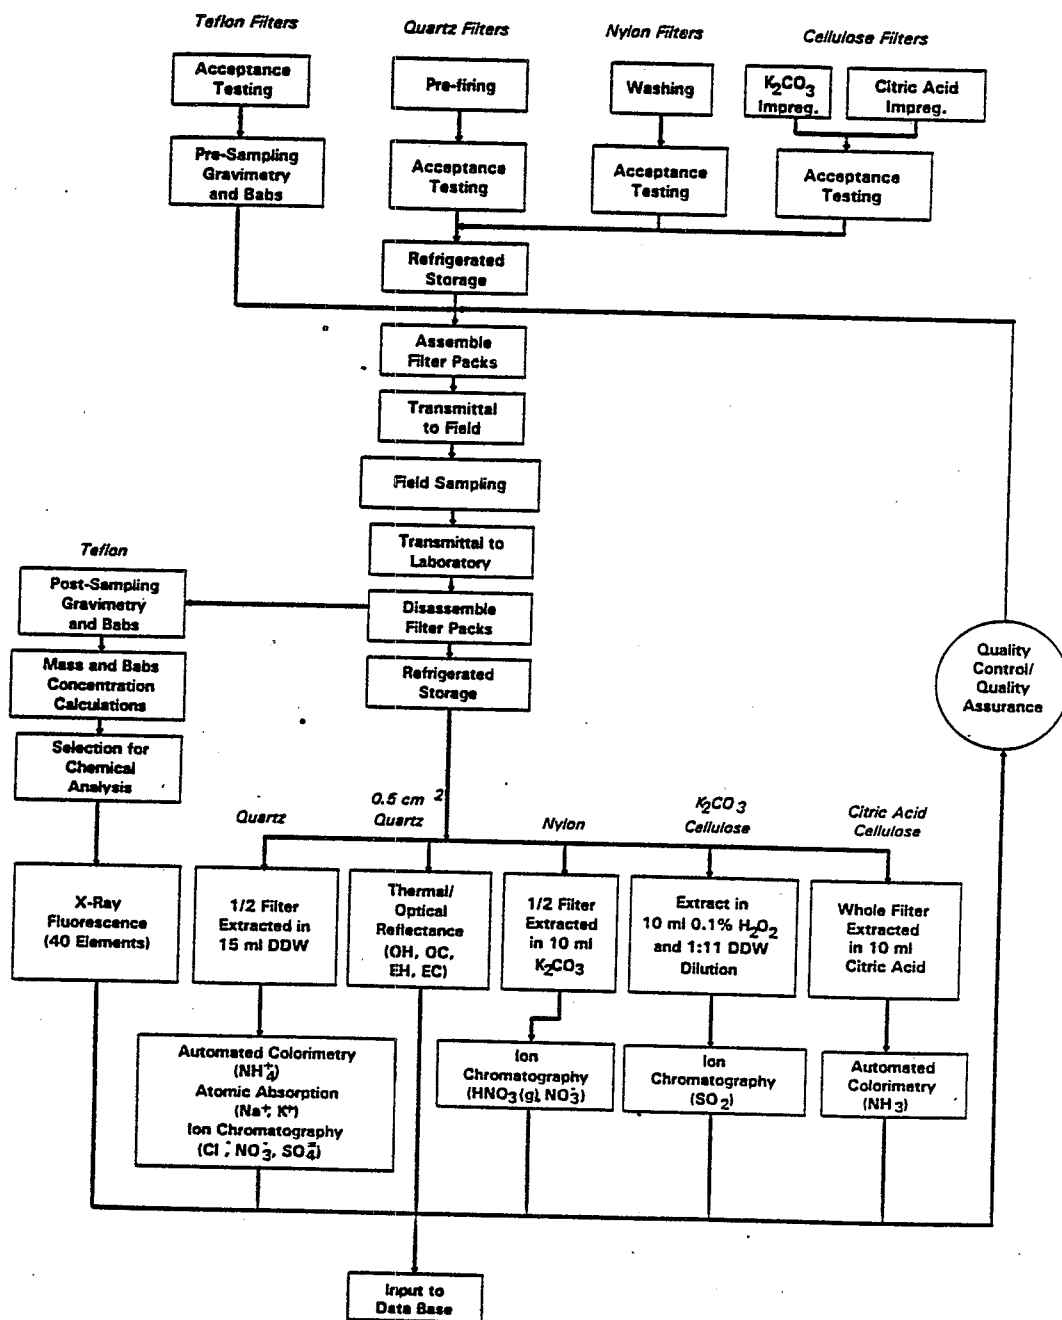 Teflon Filters
Quartz Filters
Nylon Filters
Cellulose Filters
Acceptance
Testing
Pre-firing
Washing
K2CO3
Impreg.
Citric Acid
Impreg.
Pre-Sampling
Gravimetry
and Babs
Acceptance
Testing
Acceptance
Testing
Acceptance
Testing
Refrigerated
Storage
Assemble
Filter Packs
Transmittal
to Field
Field Sampling
Transmittal to
Laboratory
Teflon
Post-Sampling
Gravimetry
and Babs
Disassemble
Filter Packs
Quality
Control/
Quality
Assurance
Mass and Babs
Concentration
Calculations
Refrigerated
Storage
Selection for
Chemical
Analysis
Quartz
0.5 cm 2
Quartz
Nylon
K2CO3
Cellulose
Citric Acid
Cellulose
X-Ray
Fluorescence
(40 Elements)
1/2 Filter
Extracted in
15 ml DDW
Thermal/
Optical
Reflectance
(OH, OC,
EH, EC)
1/2 Filter
Extracted
in 10 ml
K2CO3
Extract in
10 ml 0.1% H2O2
and 1:11 DDW
Dilution
Whole Filter
Extracted
in 10 ml
Citric Acid
Automated Colorimetry
(NH4+)
Atomic Absorption
(Na+, K+)
Ion Chromatography
(Cl-, NO3-, SO4=)
Ion
Chromatography
(HNO3(g), NO3-)
Ion
Chromatography
(SO2)
Automated
Colorimetry
(NH3)
Input to
Data Base